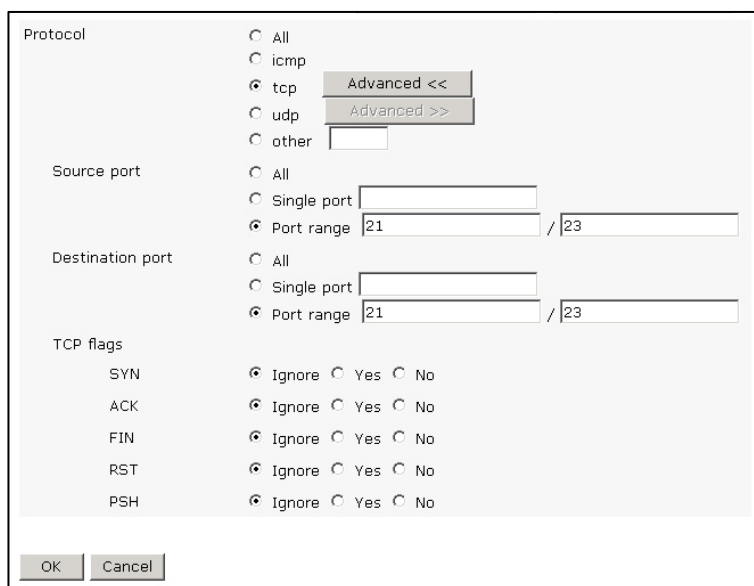 Protocol All
icmp
tcp Advanced <<
udp Advanced >>
other
Source port All
Single port
Port range 21 / 23
Destination port All
Single port
Port range 21 / 23
TCP flags
SYN Ignore Yes No
ACK Ignore Yes No
FIN Ignore Yes No
RST Ignore Yes No
PSH Ignore Yes No
OK Cancel